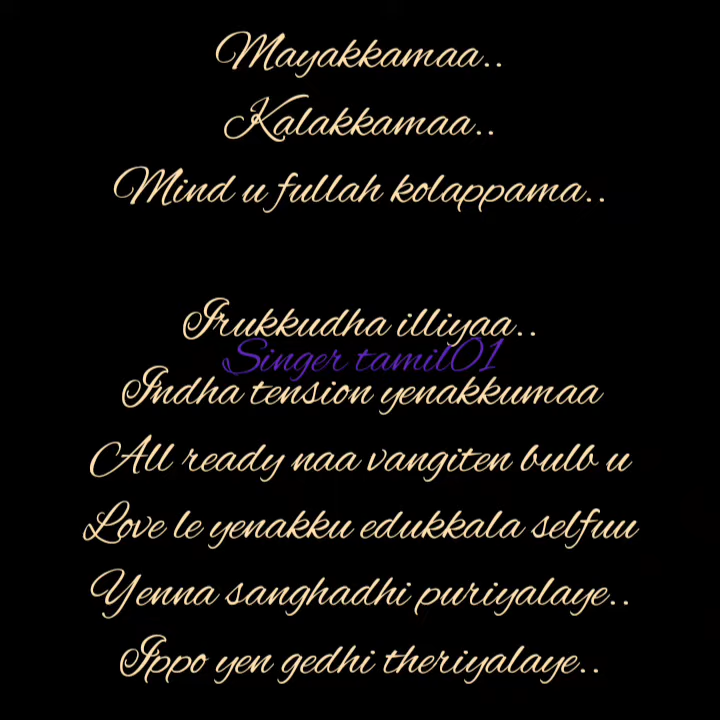 Mayakkamaa..
Kalakkamaa..
Mind u fullah kolappama..
Irukkudha illiyaa..
Singer tamil01
Indha tension yenakkumaa
All ready naa vangiten bulb u
Love le yenakku edukkala selfuu
Yenna sanghadhi puriyalaye..
Ippo yen gedhi theriyalaye..